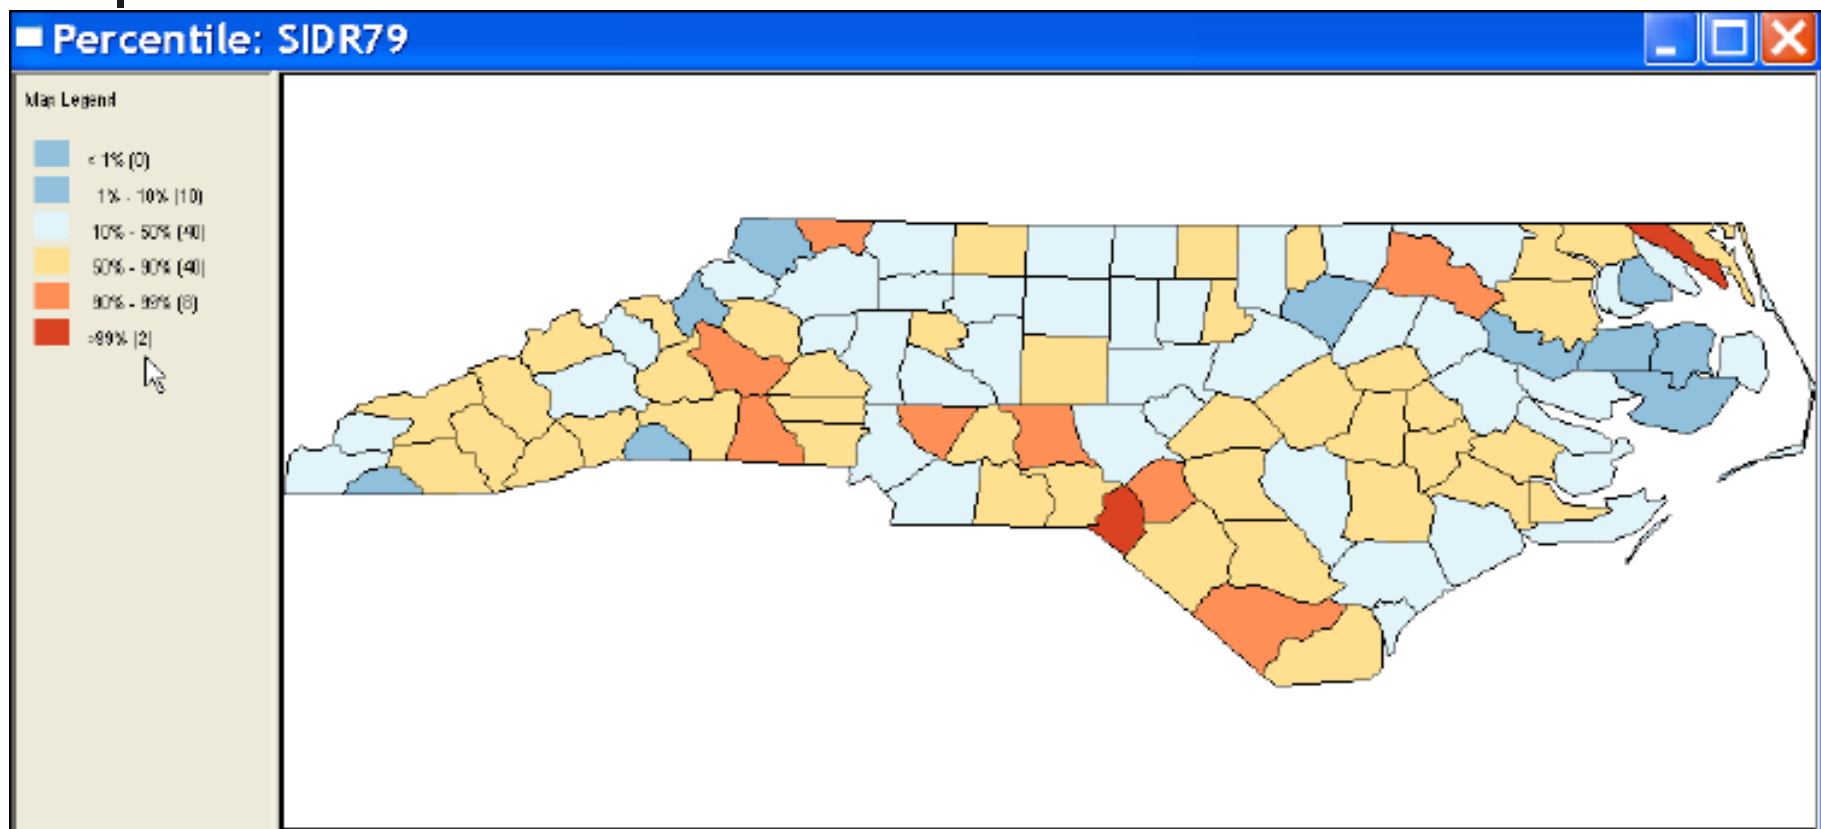 Percentile: SIDR79
Map Legend
< 1% (0)
1% - 10% (10)
10% - 50% (40)
50% - 90% (40)
90% - 99% (8)
>99% (2)